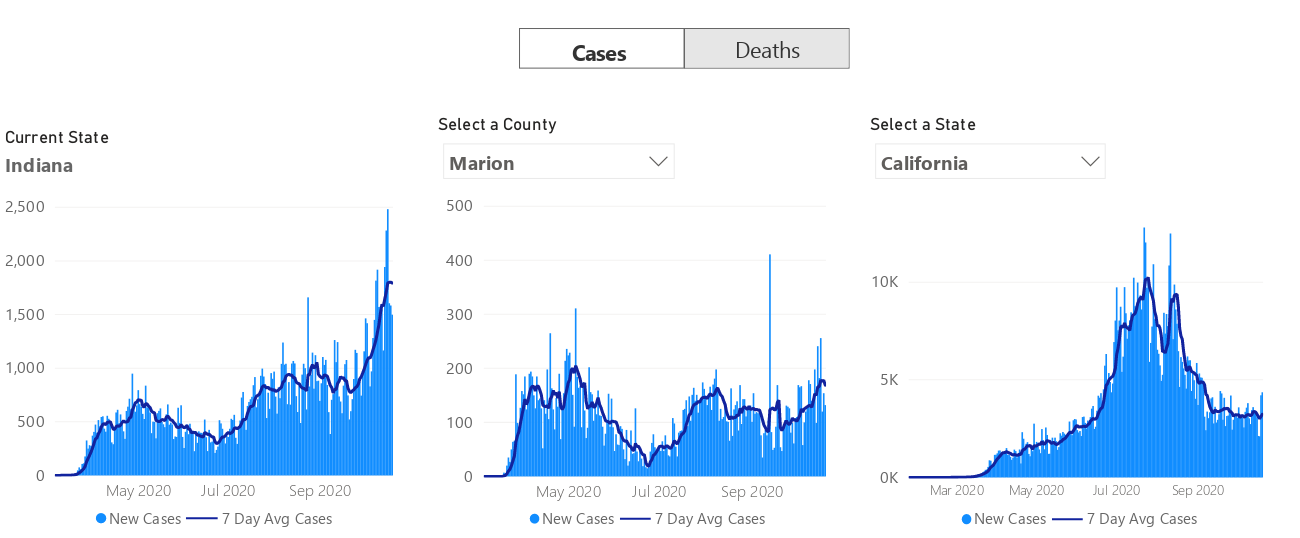 Cases
Deaths
Current State
Indiana
2,500
2,000
1,500
1,000
500
0
May 2020 Jul 2020 Sep 2020
New Cases 7 Day Avg Cases
Select a County
Marion
500
400
300
200
100
0
May 2020 Jul 2020 Sep 2020
New Cases 7 Day Avg Cases
Select a State
California
10K
5K
0K
Mar 2020 May 2020 Jul 2020 Sep 2020
New Cases 7 Day Avg Cases